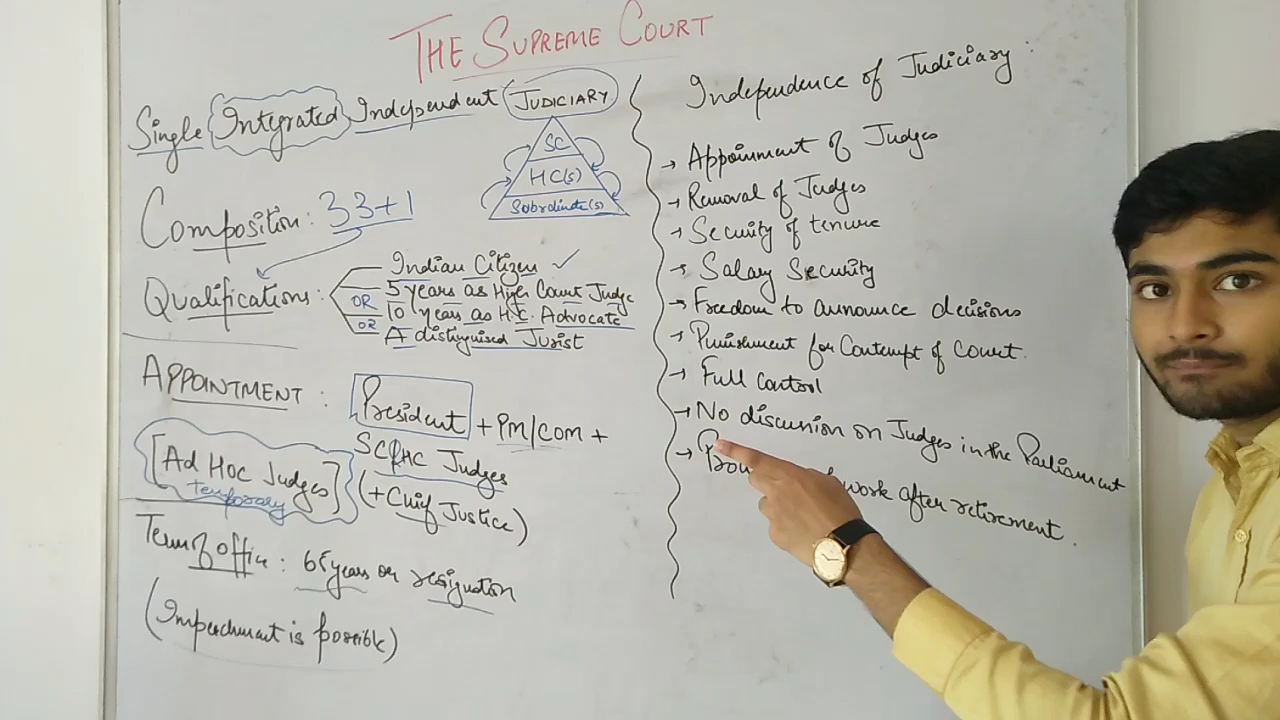 THE SUPREME COURT
Single Integrated Independent JUDICIARY
SC
HC(s)
Subordinate(s)
Composition: 33+1
Qualifications:
Indian Citizen ✓
5 years as High Court Judge
OR
10 years as H.C. Advocate
OR
A distinguised Jurist
APPOINTMENT :
President + PM/COM +
SC/HC Judges
(+ Chief Justice)
[Ad Hoc Judges]
temporary
Term of office : 65 years or resignation
(Impeachment is possible)
Independence of Judiciary :
→ Appoinment of Judges
→ Removal of Judges
→ Security of tenure
→ Salary Security
→ Freedom to announce decisions
→ Punishment for Contempt of Court.
→ Full Control
→ No discussion on Judges in the Parliament
→ work after retirement.